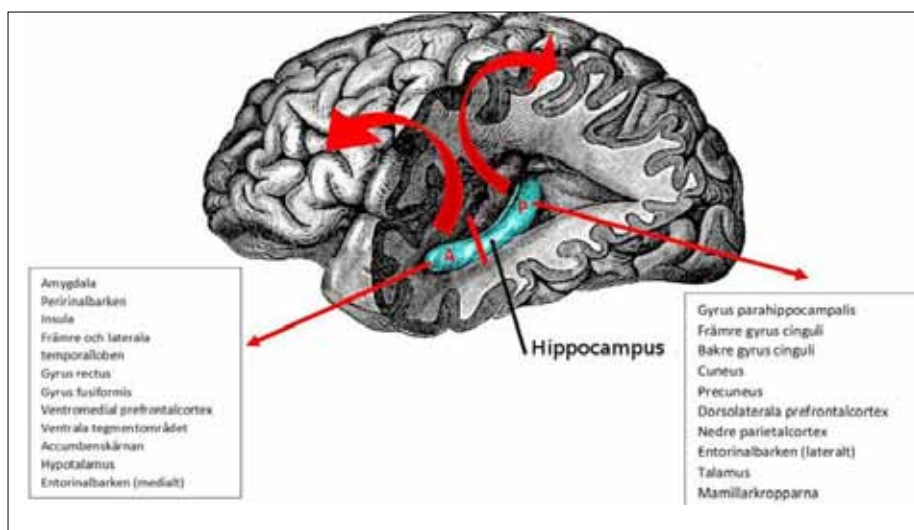 A
P
Hippocampus
Amygdala
Peririnalbarken
Insula
Främre och laterala
temporalloben
Gyrus rectus
Gyrus fusiformis
Ventromedial prefrontalcortex
Ventrala tegmentområdet
Accumbenskärnan
Hypotalamus
Entorinalbarken (medialt)
Gyrus parahippocampalis
Främre gyrus cinguli
Bakre gyrus cinguli
Cuneus
Precuneus
Dorsolaterala prefrontalcortex
Nedre parietalcortex
Entorinalbarken (lateralt)
Talamus
Mamillarkropparna